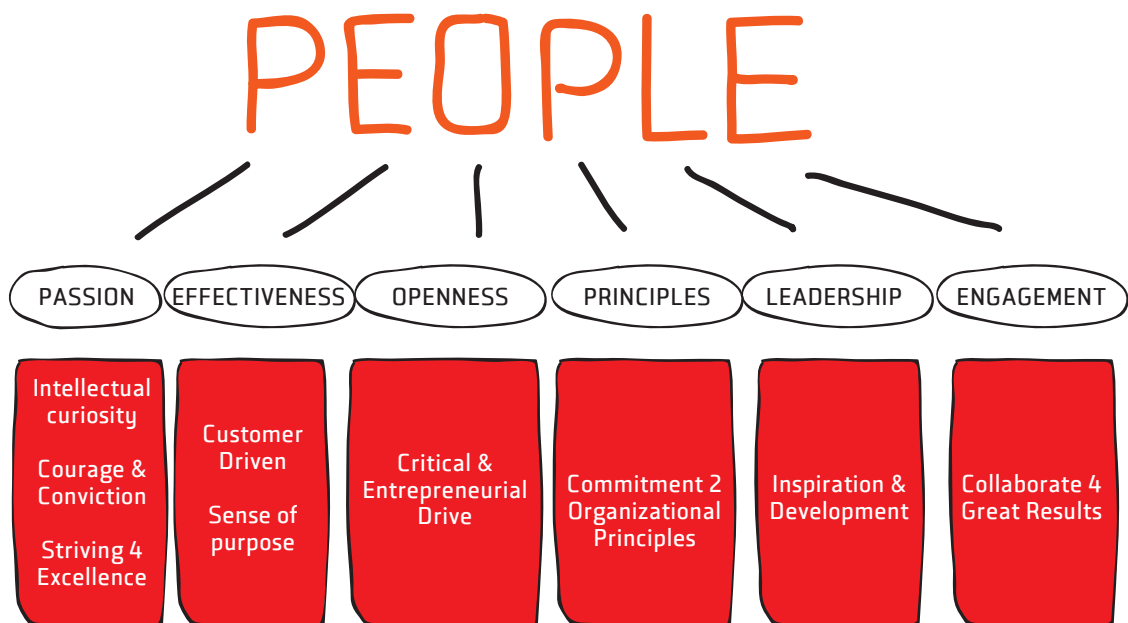 PEOPLE
PASSION
EFFECTIVENESS
OPENNESS
PRINCIPLES
LEADERSHIP
ENGAGEMENT
Intellectual
curiosity
Courage &
Conviction
Striving 4
Excellence
Customer
Driven
Sense of
purpose
Critical &
Entrepreneurial
Drive
Commitment 2
Organizational
Principles
Inspiration &
Development
Collaborate 4
Great Results